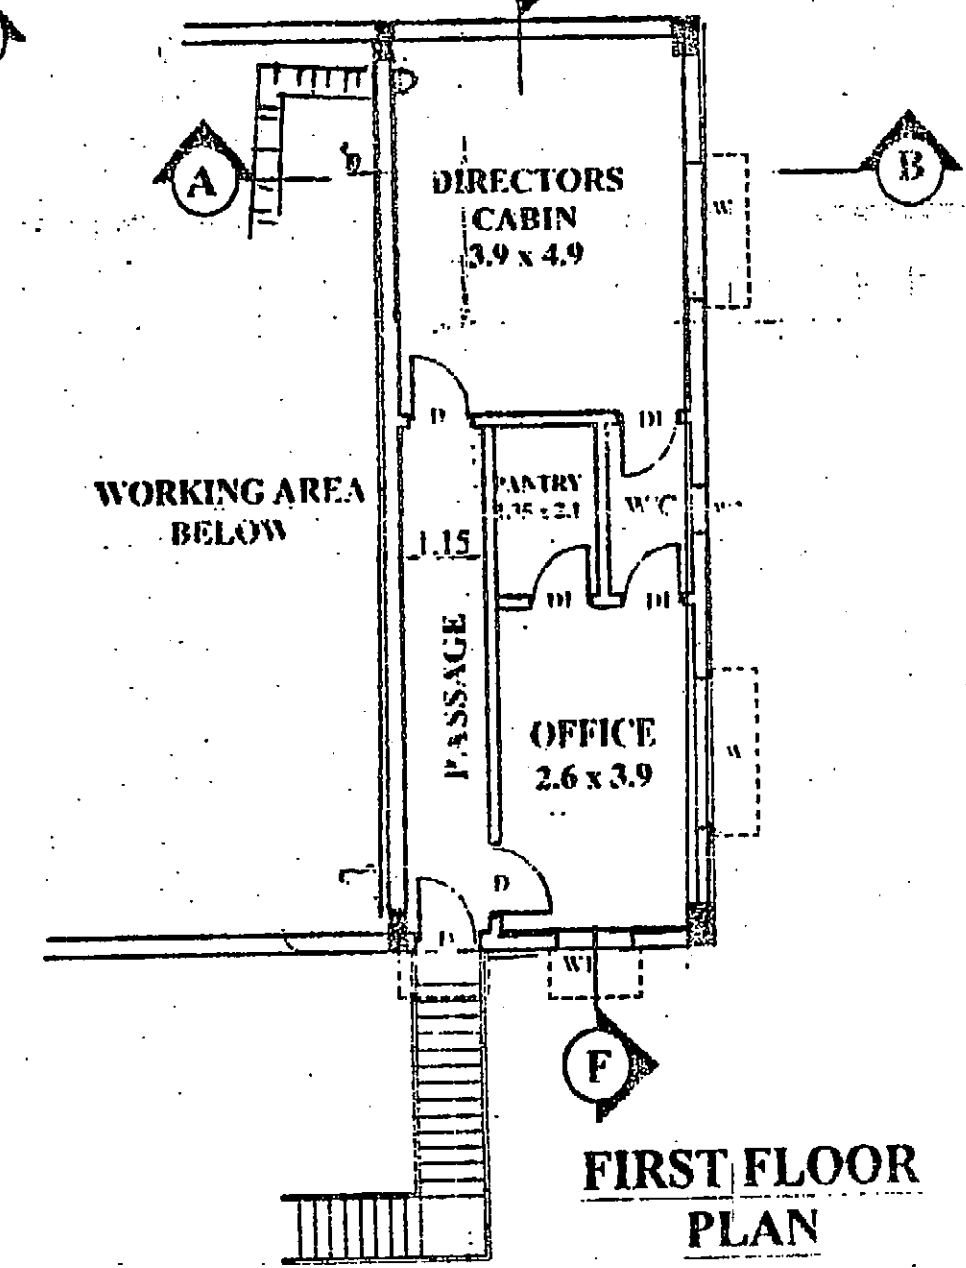 A
B
D
DIRECTORS
CABIN
3.9 x 4.9
W
D
D1
WORKING AREA
BELOW
PANTRY
WC
1.15
D1
D1
PASSAGE
OFFICE
2.6 x 3.9
W
D
D
W1
F
FIRST FLOOR
PLAN